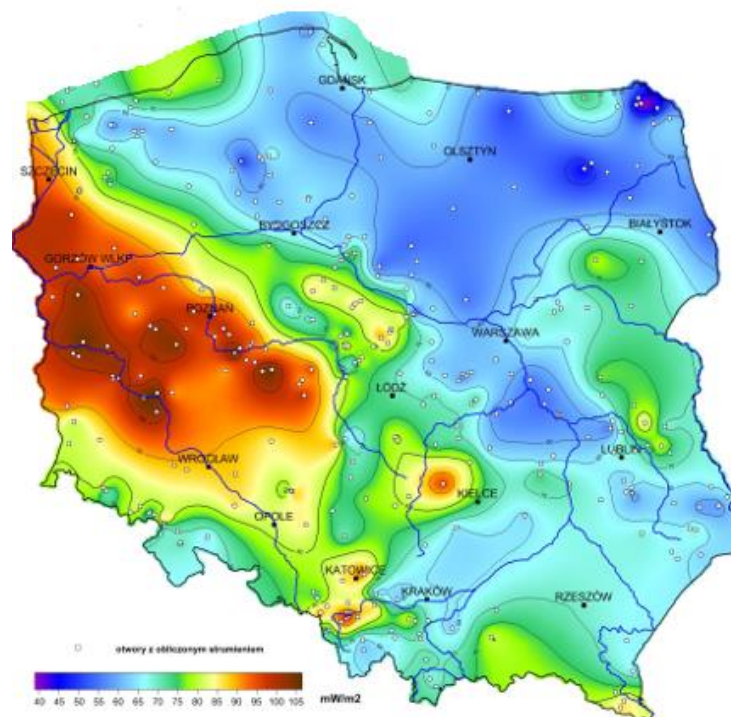 GDAŃSK
OLSZTYN
SZCZECIN
BYDGOSZCZ
BIAŁYSTOK
GORZÓW WLKP
POZNAŃ
WARSZAWA
ŁÓDŹ
WROCŁAW
LUBLIN
KIELCE
OPOLE
KATOWICE
KRAKÓW
RZESZÓW
otwory z obliczonym strumieniem
40 45 50 55 60 65 70 75 80 85 90 95 100 105
mW/m2